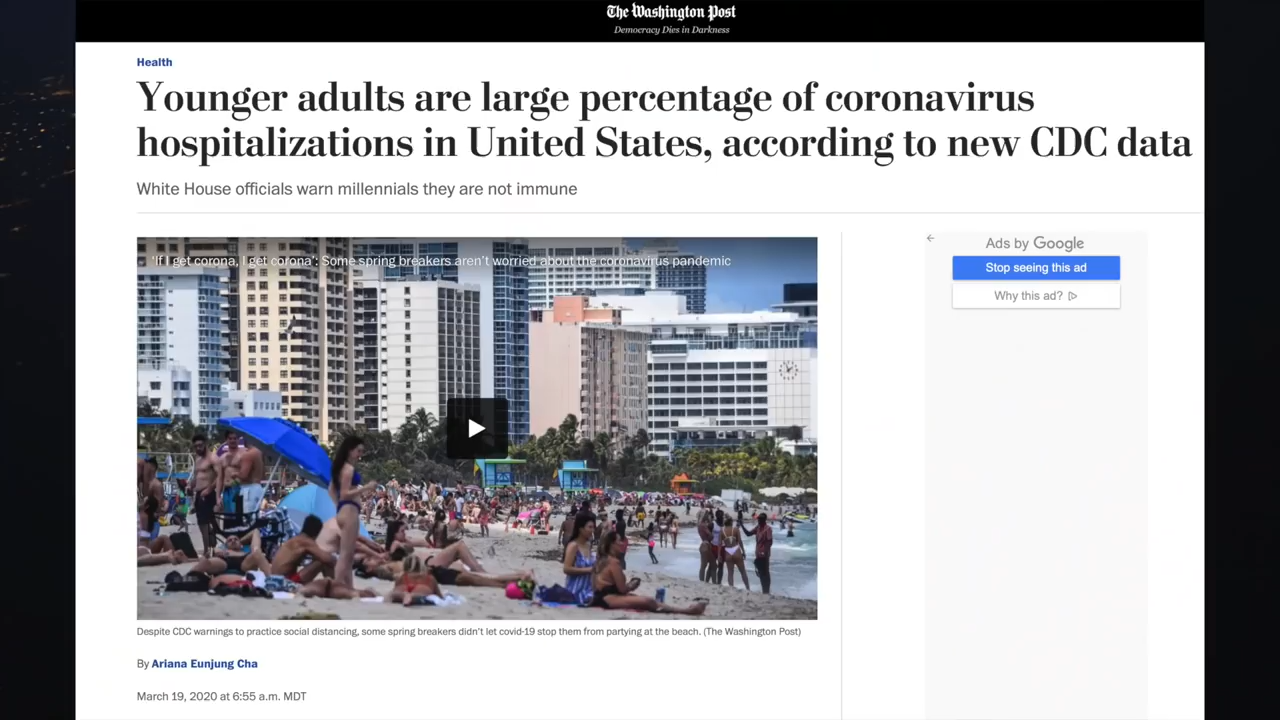 The Washington Post
Democracy Dies in Darkness
Health
Younger adults are large percentage of coronavirus
hospitalizations in United States, according to new CDC data
White House officials warn millennials they are not immune
'If I get corona, I get corona': Some spring breakers aren't worried about the coronavirus pandemic
Ads by Google
Stop seeing this ad
Why this ad?
Despite CDC warnings to practice social distancing, some spring breakers didn't let covid-19 stop them from partying at the beach. (The Washington Post)
By Ariana Eunjung Cha
March 19, 2020 at 6:55 a.m. MDT